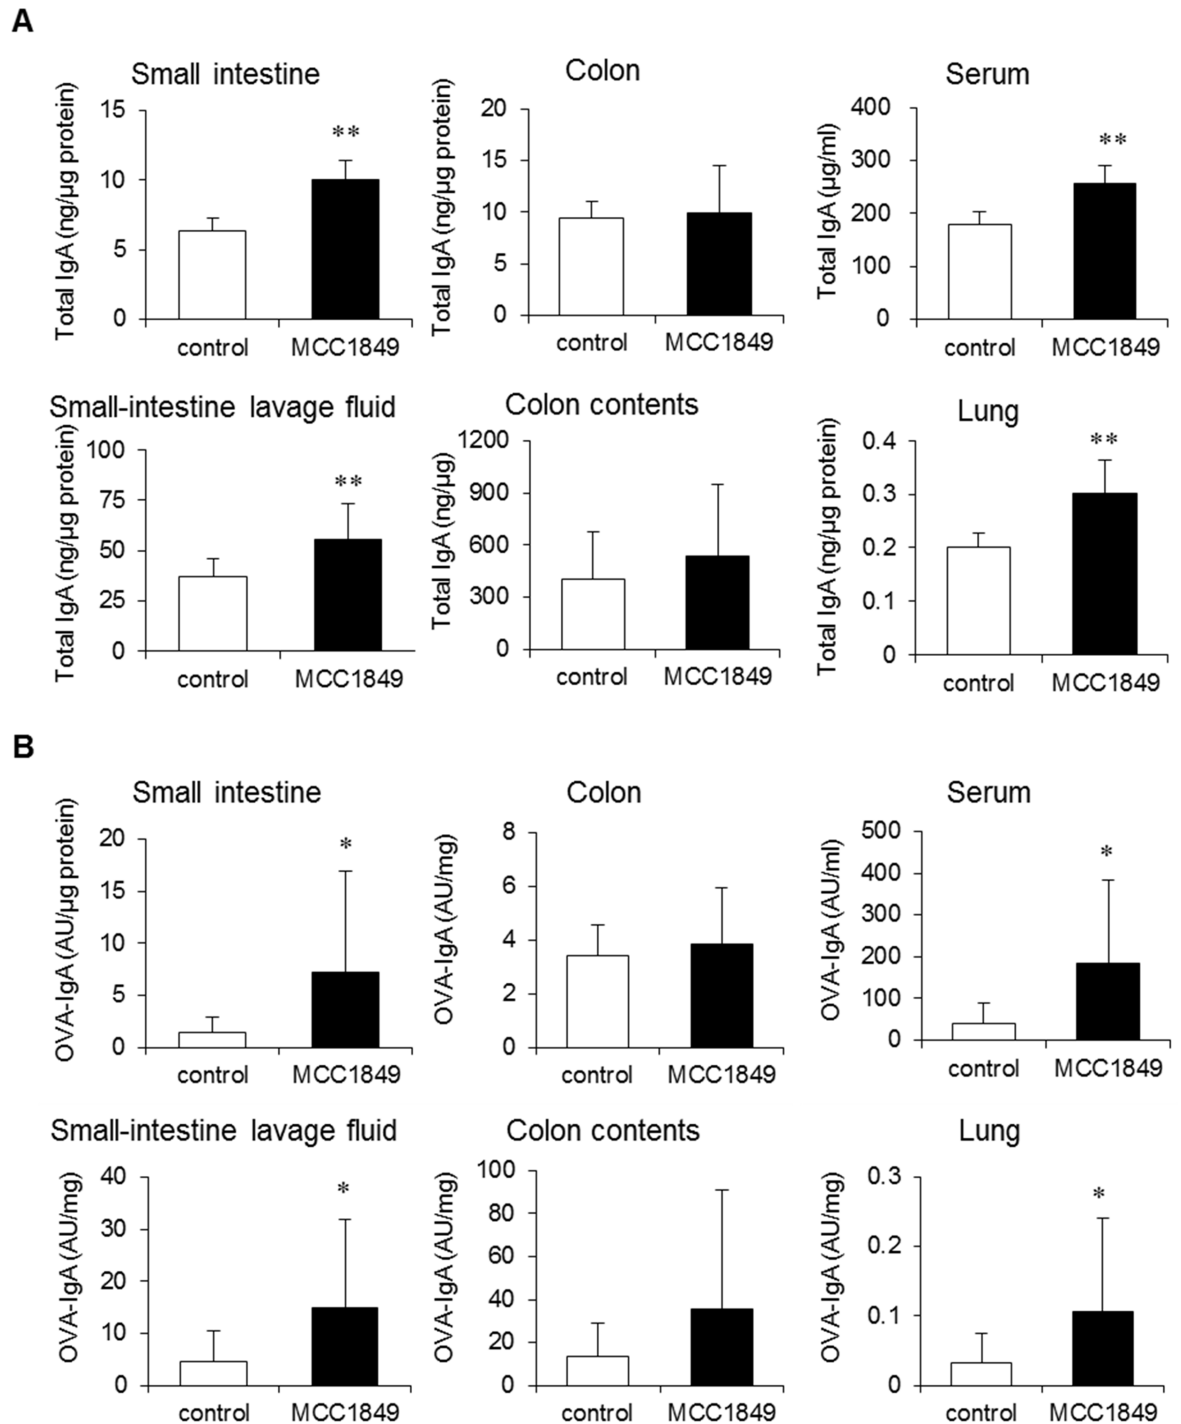 A
Small intestine
Total IgA (ng/µg protein)
15
10
5
0
**
control MCC1849
Colon
Total IgA (ng/µg protein)
20
15
10
5
0
control MCC1849
Serum
Total IgA (µg/ml)
400
300
200
100
0
**
control MCC1849
Small-intestine lavage fluid
Total IgA (ng/µg protein)
100
75
50
25
0
**
control MCC1849
Colon contents
Total IgA (ng/µg)
1200
900
600
300
0
control MCC1849
Lung
Total IgA (ng/µg protein)
0.4
0.3
0.2
0.1
0
**
control MCC1849
B
Small intestine
OVA-IgA (AU/µg protein)
20
15
10
5
0
*
control MCC1849
Colon
OVA-IgA (AU/mg)
8
6
4
2
0
control MCC1849
Serum
OVA-IgA (AU/ml)
500
400
300
200
100
0
*
control MCC1849
Small-intestine lavage fluid
OVA-IgA (AU/mg)
40
30
20
10
0
*
control MCC1849
Colon contents
OVA-IgA (AU/mg)
100
80
60
40
20
0
control MCC1849
Lung
OVA-IgA (AU/mg)
0.3
0.2
0.1
0
*
control MCC1849